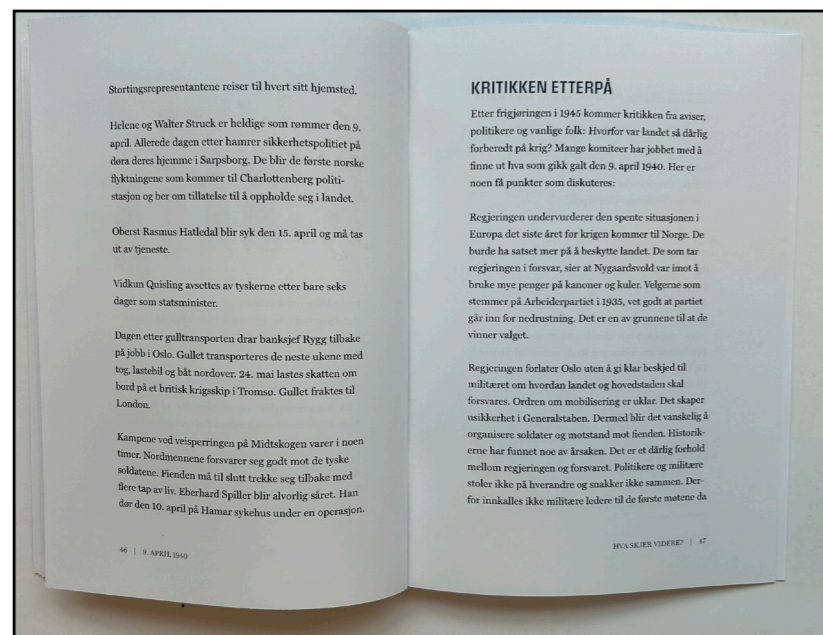 Stortingsrepresentantene reiser til hvert sitt hjemsted.
Helene og Walter Struck er heldige som rømmer den 9.
april. Allerede dagen etter hamrer sikkerhetspolitiet på
døra deres hjemme i Sarpsborg. De blir de første norske
flyktningene som kommer til Charlottenberg politi-
stasjon og ber om tillatelse til å oppholde seg i landet.
Oberst Rasmus Hatledal blir syk den 15. april og må tas
ut av tjeneste.
Vidkun Quisling avsettes av tyskerne etter bare seks
dager som statsminister.
Dagen etter gulltransporten drar banksjef Rygg tilbake
på jobb i Oslo. Gullet transporteres de neste ukene med
tog, lastebil og båt nordover. 24. mai lastes skatten om
bord på et britisk krigsskip i Tromsø. Gullet fraktes til
London.
Kampene ved veisperringen på Midtskogen varer i noen
timer. Nordmennene forsvarer seg godt mot de tyske
soldatene. Fienden må til slutt trekke seg tilbake med
flere tap av liv. Eberhard Spiller blir alvorlig såret. Han
dør den 10. april på Hamar sykehus under en operasjon.
46 | 9. APRIL 1940
KRITIKKEN ETTERPÅ
Etter frigjøringen i 1945 kommer kritikken fra aviser,
politikere og vanlige folk: Hvorfor var landet så dårlig
forberedt på krig? Mange komiteer har jobbet med å
finne ut hva som gikk galt den 9. april 1940. Her er
noen få punkter som diskuteres:
Regjeringen undervurderer den spente situasjonen i
Europa det siste året før krigen kommer til Norge. De
burde ha satset mer på å beskytte landet. De som tar
regjeringen i forsvar, sier at Nygaardsvold var imot å
bruke mye penger på kanoner og kuler. Velgerne som
stemmer på Arbeiderpartiet i 1935, vet godt at partiet
går inn for nedrustning. Det er en av grunnene til at de
vinner valget.
Regjeringen forlater Oslo uten å gi klar beskjed til
militæret om hvordan landet og hovedstaden skal
forsvares. Ordren om mobilisering er uklar. Det skaper
usikkerhet i Generalstaben. Dermed blir det vanskelig å
organisere soldater og motstand mot fienden. Historik-
erne har funnet noe av årsaken. Det er et dårlig forhold
mellom regjeringen og forsvaret. Politikere og militære
stoler ikke på hverandre og snakker ikke sammen. Der-
for innkalles ikke militære ledere til de første møtene da
HVA SKJER VIDERE? | 47